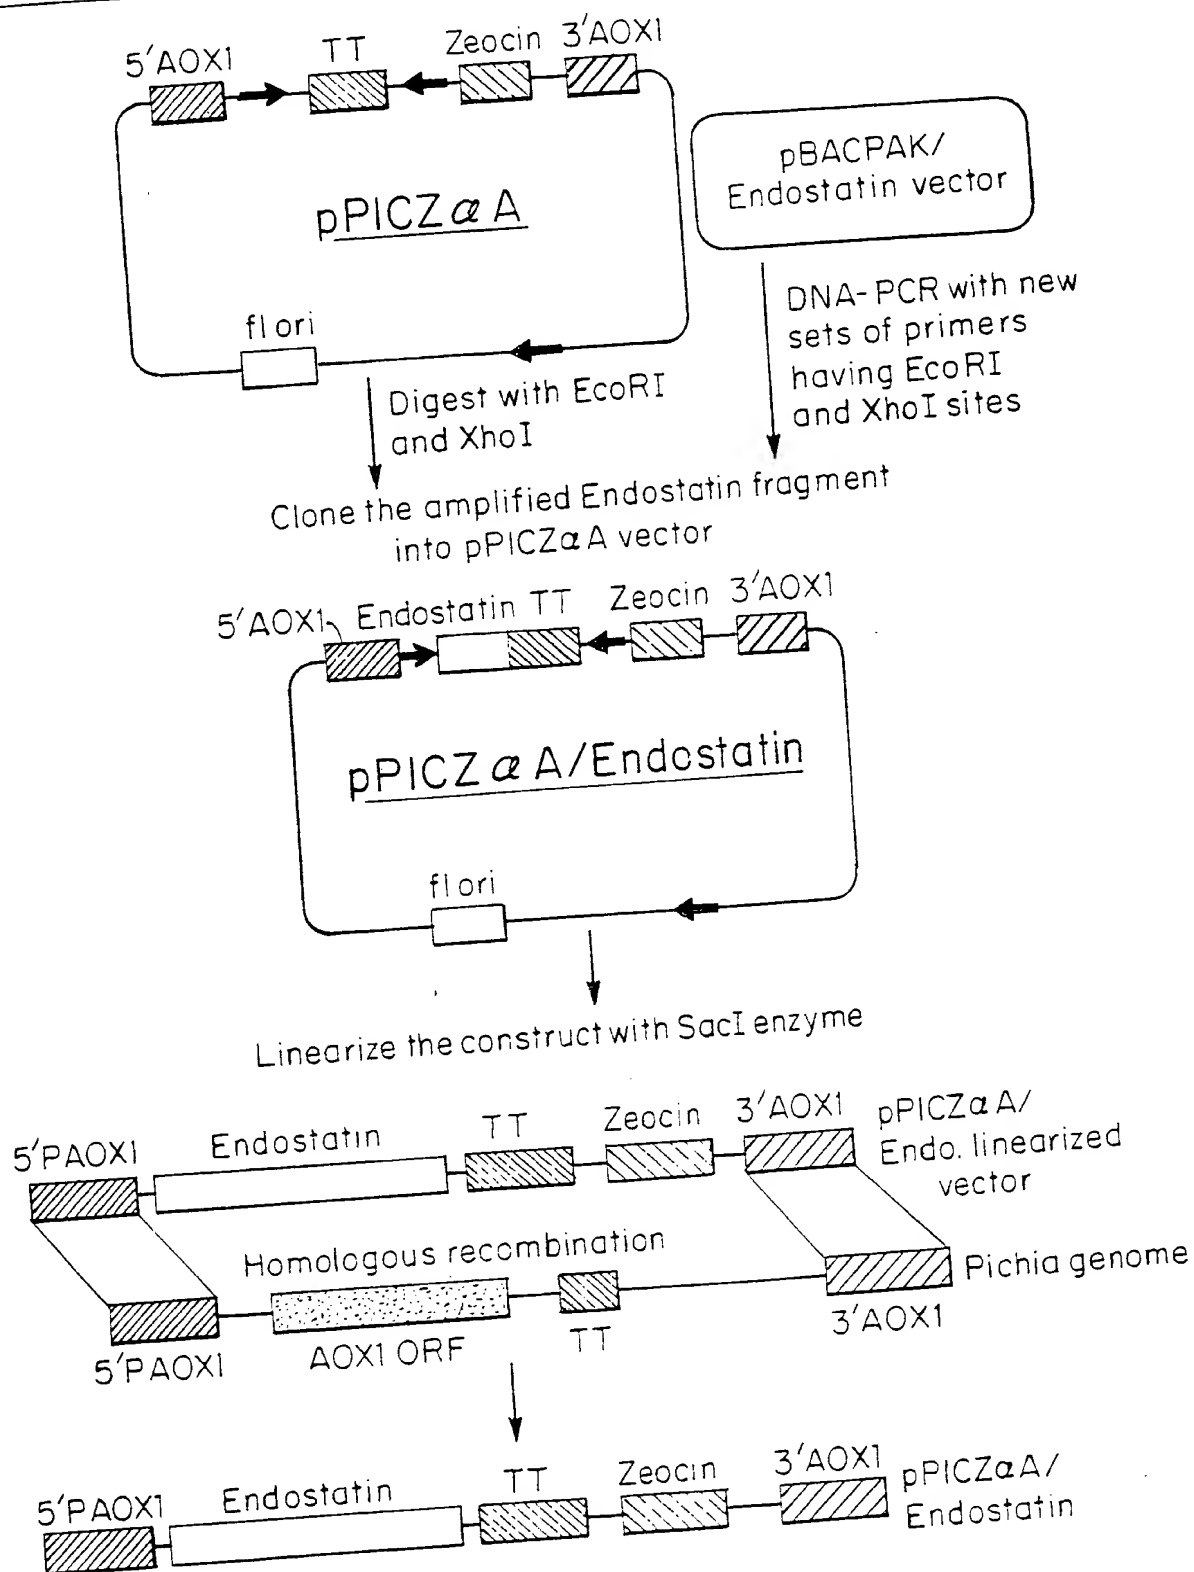 5'AOX1 TT Zeocin 3'AOX1
pPICZαA
pBACPAK/
Endostatin vector
fl ori
DNA-PCR with new
sets of primers
having EcoRI
and XhoI sites
Digest with EcoRI
and XhoI
Clone the amplified Endostatin fragment
into pPICZαA vector
5'AOX1 Endostatin TT Zeocin 3'AOX1
pPICZαA/Endostatin
fl ori
Linearize the construct with SacI enzyme
5'PAOX1 Endostatin TT Zeocin 3'AOX1
pPICZαA/
Endo. linearized
vector
Homologous recombination
Pichia genome
5'PAOX1 AOX1 ORF TT 3'AOX1
5'PAOX1 Endostatin TT Zeocin 3'AOX1
pPICZαA/
Endostatin